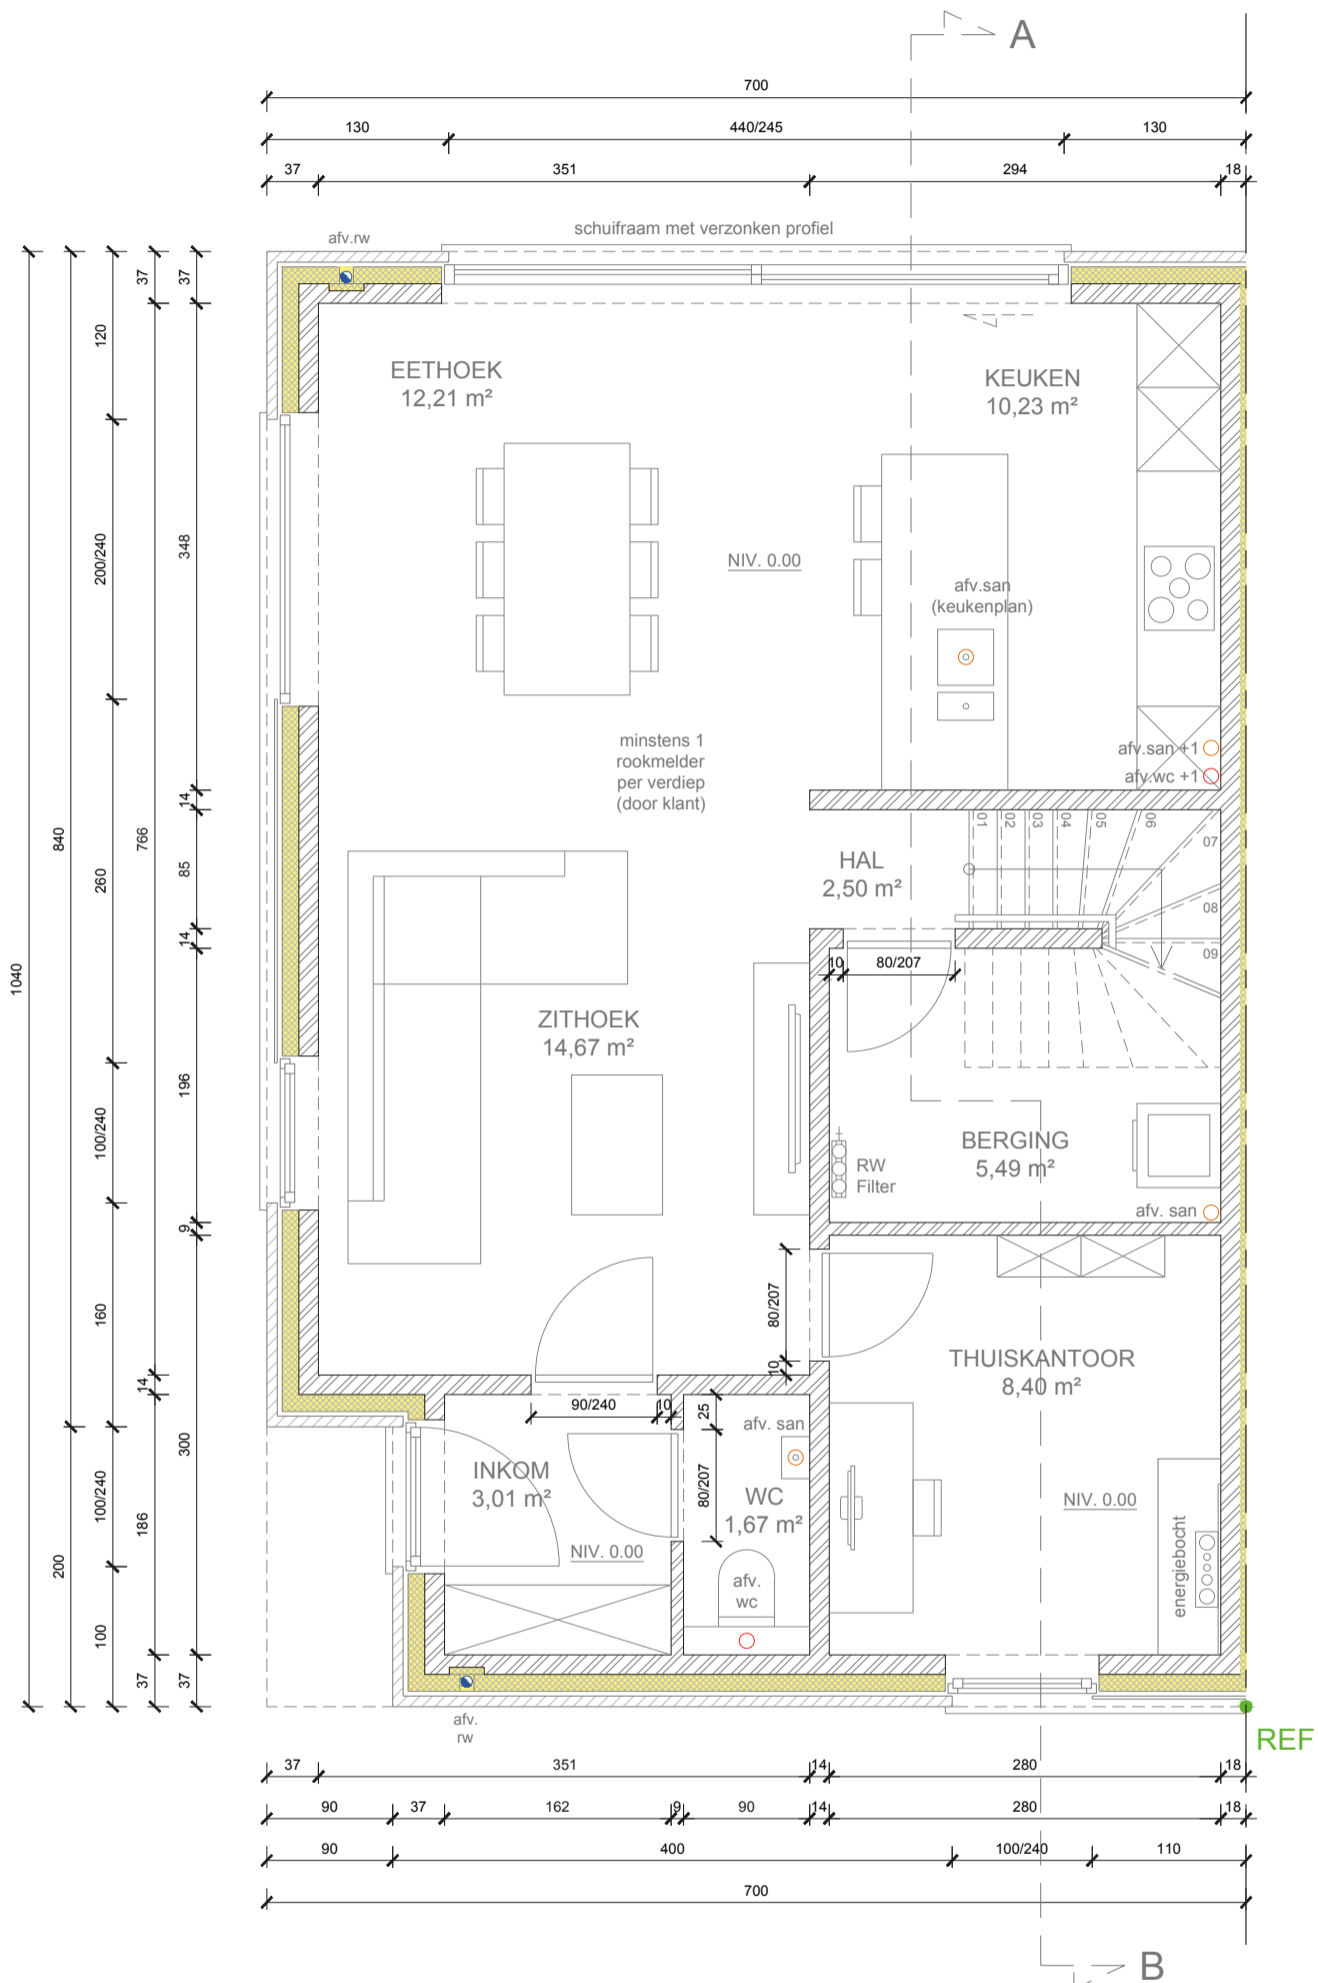 A
700
130
440/245
130
37
351
294
18
schuifraam met verzonken profiel
afv.rw
37
37
120
EETHOEK
12,21 m²
KEUKEN
10,23 m²
200/240
348
NIV. 0.00
afv.san
(keukenplan)
minstens 1
rookmelder
per verdiep
(door klant)
afv.san +1
afv.wc +1
14
840
766
260
85
14
HAL
2,50 m²
01
02
03
04
05
06
07
08
09
10
80/207
1040
ZITHOEK
14,67 m²
196
100/240
BERGING
5,49 m²
RW
Filter
afv. san
9
160
80/207
10
THUISKANTOOR
8,40 m²
14
90/240
10
25
afv. san
300
INKOM
3,01 m²
80/207
WC
1,67 m²
NIV. 0.00
100/240
186
200
NIV. 0.00
energiebocht
afv.
wc
100
37
37
afv.
rw
REF
37
351
14
280
18
90
37
162
9
90
14
280
18
90
400
100/240
110
700
B